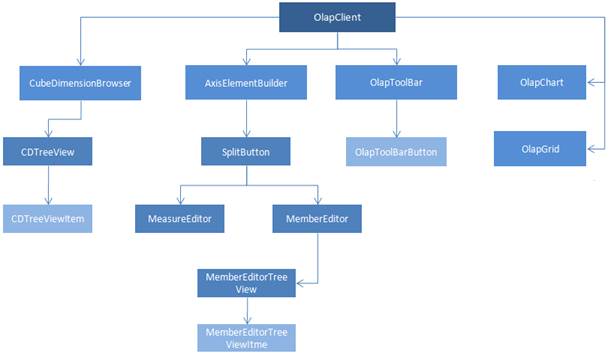 OlapClient
CubeDimensionBrowser
AxisElementBuilder
OlapToolBar
OlapChart
CDTreeView
SplitButton
OlapToolBarButton
OlapGrid
CDTreeViewItem
MeasureEditor
MemberEditor
MemberEditorTree
View
MemberEditorTree
ViewItme